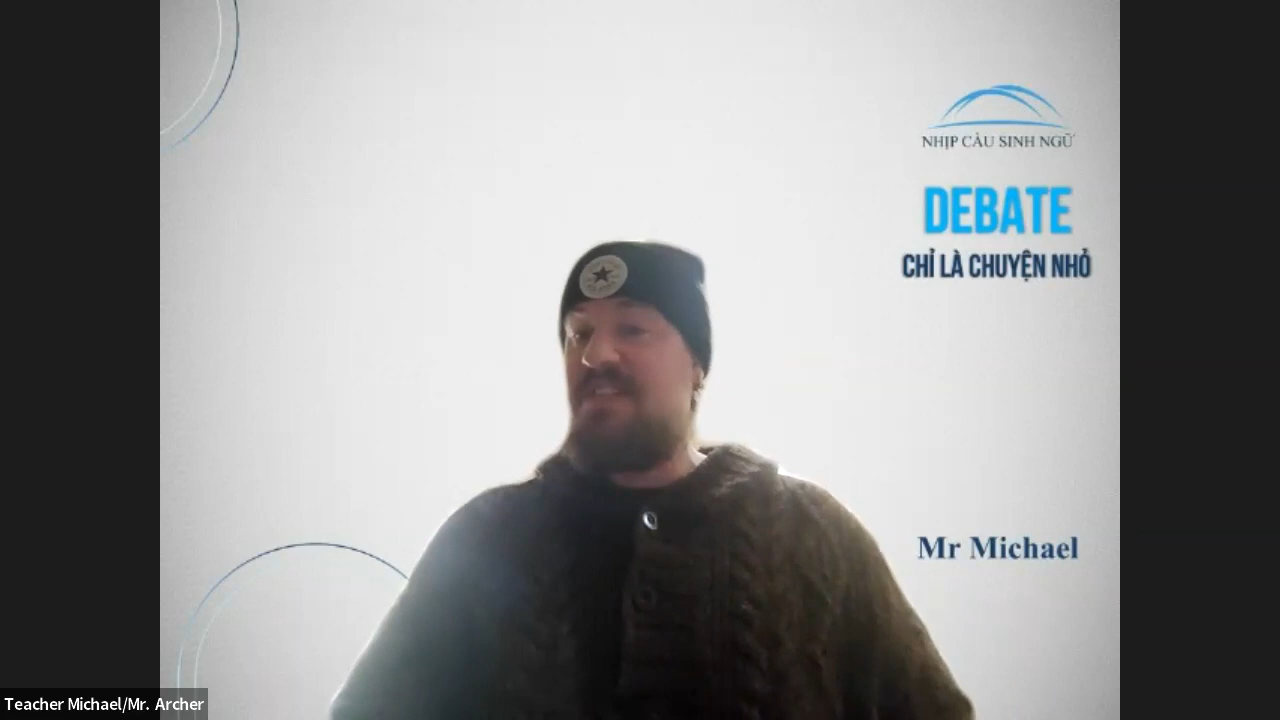 NHỊP CẦU SINH NGỮ
DEBATE
CHỈ LÀ CHUYỆN NHỎ
Mr Michael
Teacher Michael/Mr. Archer